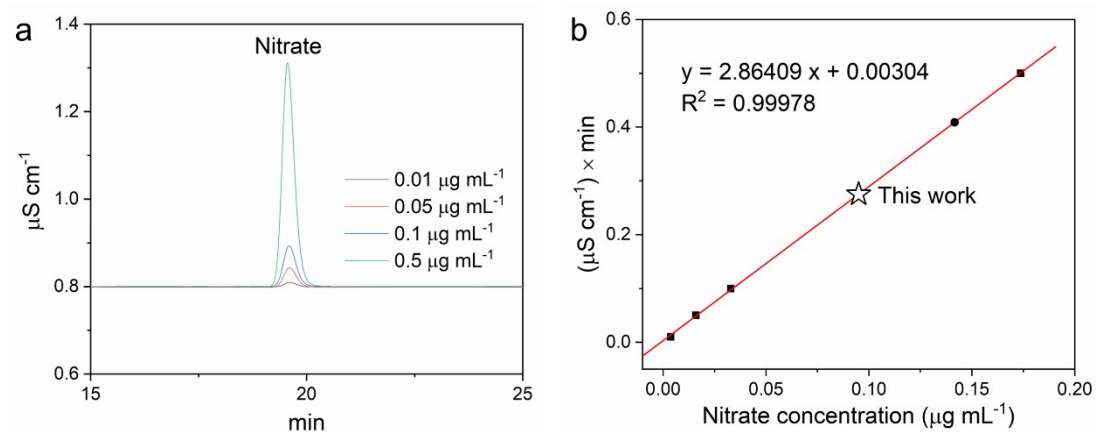 a
1.4
1.2
1.0
0.8
0.6
μS cm⁻¹
Nitrate
0.01 μg mL⁻¹
0.05 μg mL⁻¹
0.1 μg mL⁻¹
0.5 μg mL⁻¹
15
20
25
min
b
0.6
0.4
0.2
0.0
(μS cm⁻¹) × min
y = 2.86409 x + 0.00304
R² = 0.99978
This work
0.00
0.05
0.10
0.15
0.20
Nitrate concentration (μg mL⁻¹)